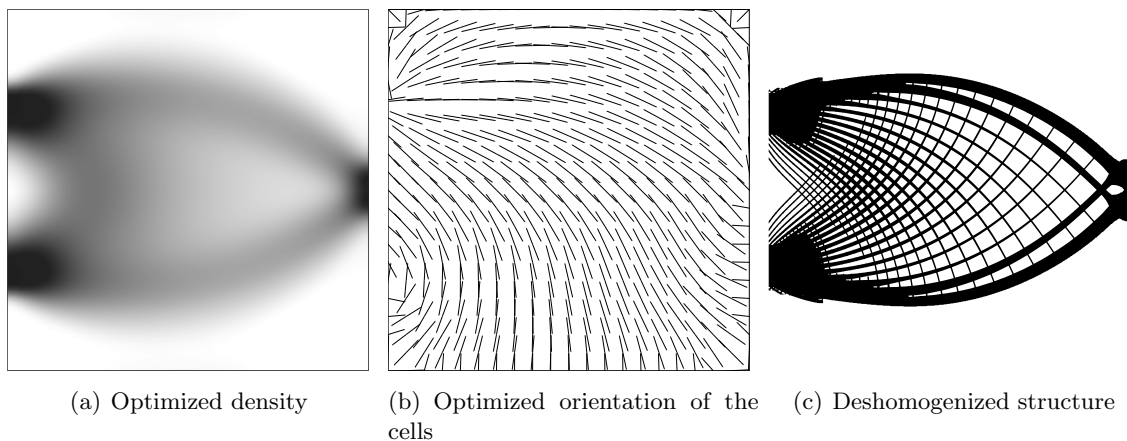 (a) Optimized density
(b) Optimized orientation of the
cells
(c) Deshomogenized structure